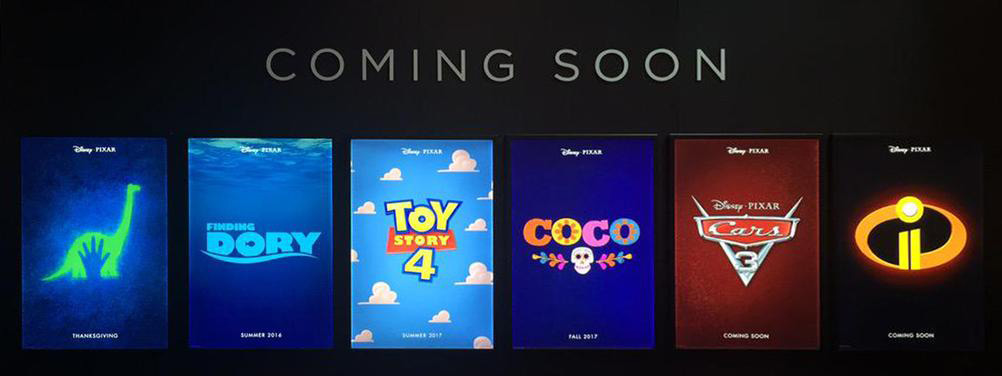 COMING SOON
Disney · PIXAR
THANKSGIVING
Disney · PIXAR
FINDING
DORY
SUMMER 2016
Disney · PIXAR
TOY
STORY
4
SUMMER 2017
Disney · PIXAR
COCO
FALL 2017
Disney · PIXAR
Disney · PIXAR
Cars
3
COMING SOON
Disney · PIXAR
COMING SOON